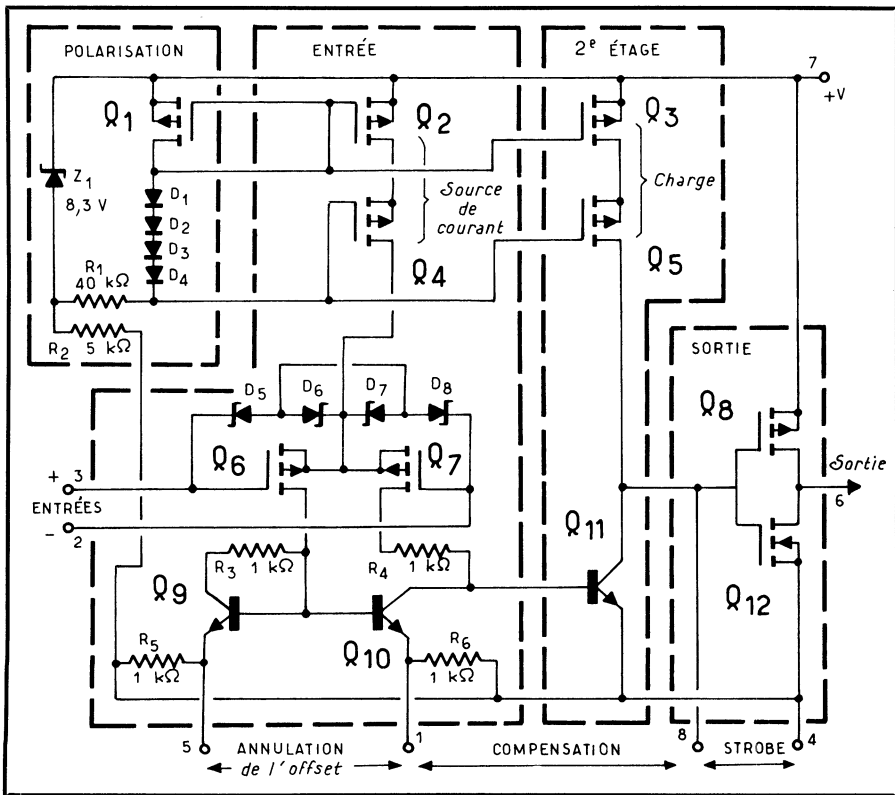 POLARISATION
ENTRÉE
2e ÉTAGE
7
+V
Q1
Q2
Q3
Z1
8,3 V
D1
D2
D3
D4
Source
de
courant
Charge
Q4
Q5
R1
40 kΩ
R2
5 kΩ
SORTIE
D5
D6
D7
D8
Q8
Q6
Q7
Sortie
6
+ 3
ENTRÉES
- 2
Q11
R3
1 kΩ
R4
1 kΩ
Q9
Q12
Q10
R5
1 kΩ
R6
1 kΩ
5
ANNULATION
de l'offset
1
COMPENSATION
8
STROBE
4